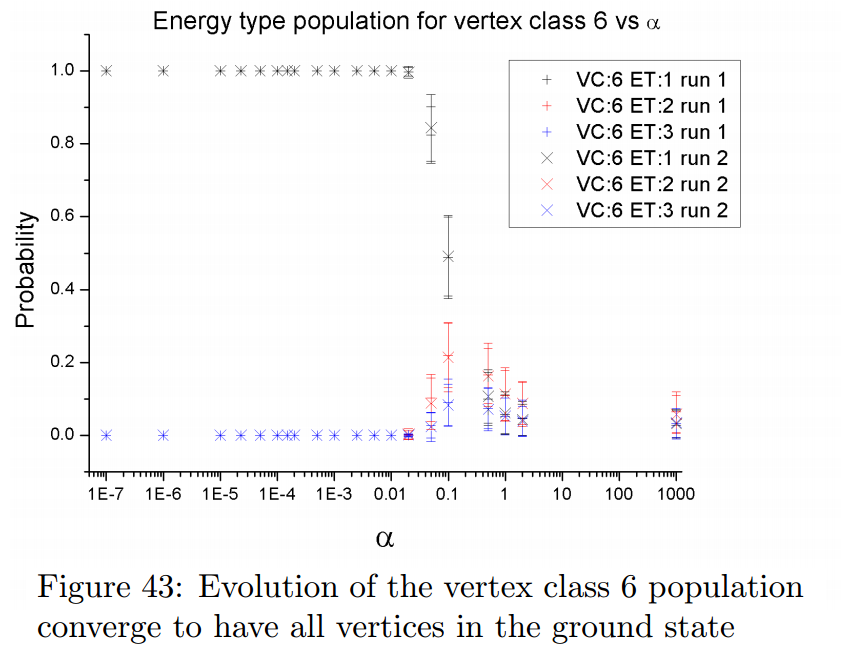 Energy type population for vertex class 6 vs α
1.0
0.8
0.6
0.4
0.2
0.0
Probability
VC:6 ET:1 run 1
VC:6 ET:2 run 1
VC:6 ET:3 run 1
VC:6 ET:1 run 2
VC:6 ET:2 run 2
VC:6 ET:3 run 2
1E-7 1E-6 1E-5 1E-4 1E-3 0.01 0.1 1 10 100 1000
α
Figure 43: Evolution of the vertex class 6 population
converge to have all vertices in the ground state